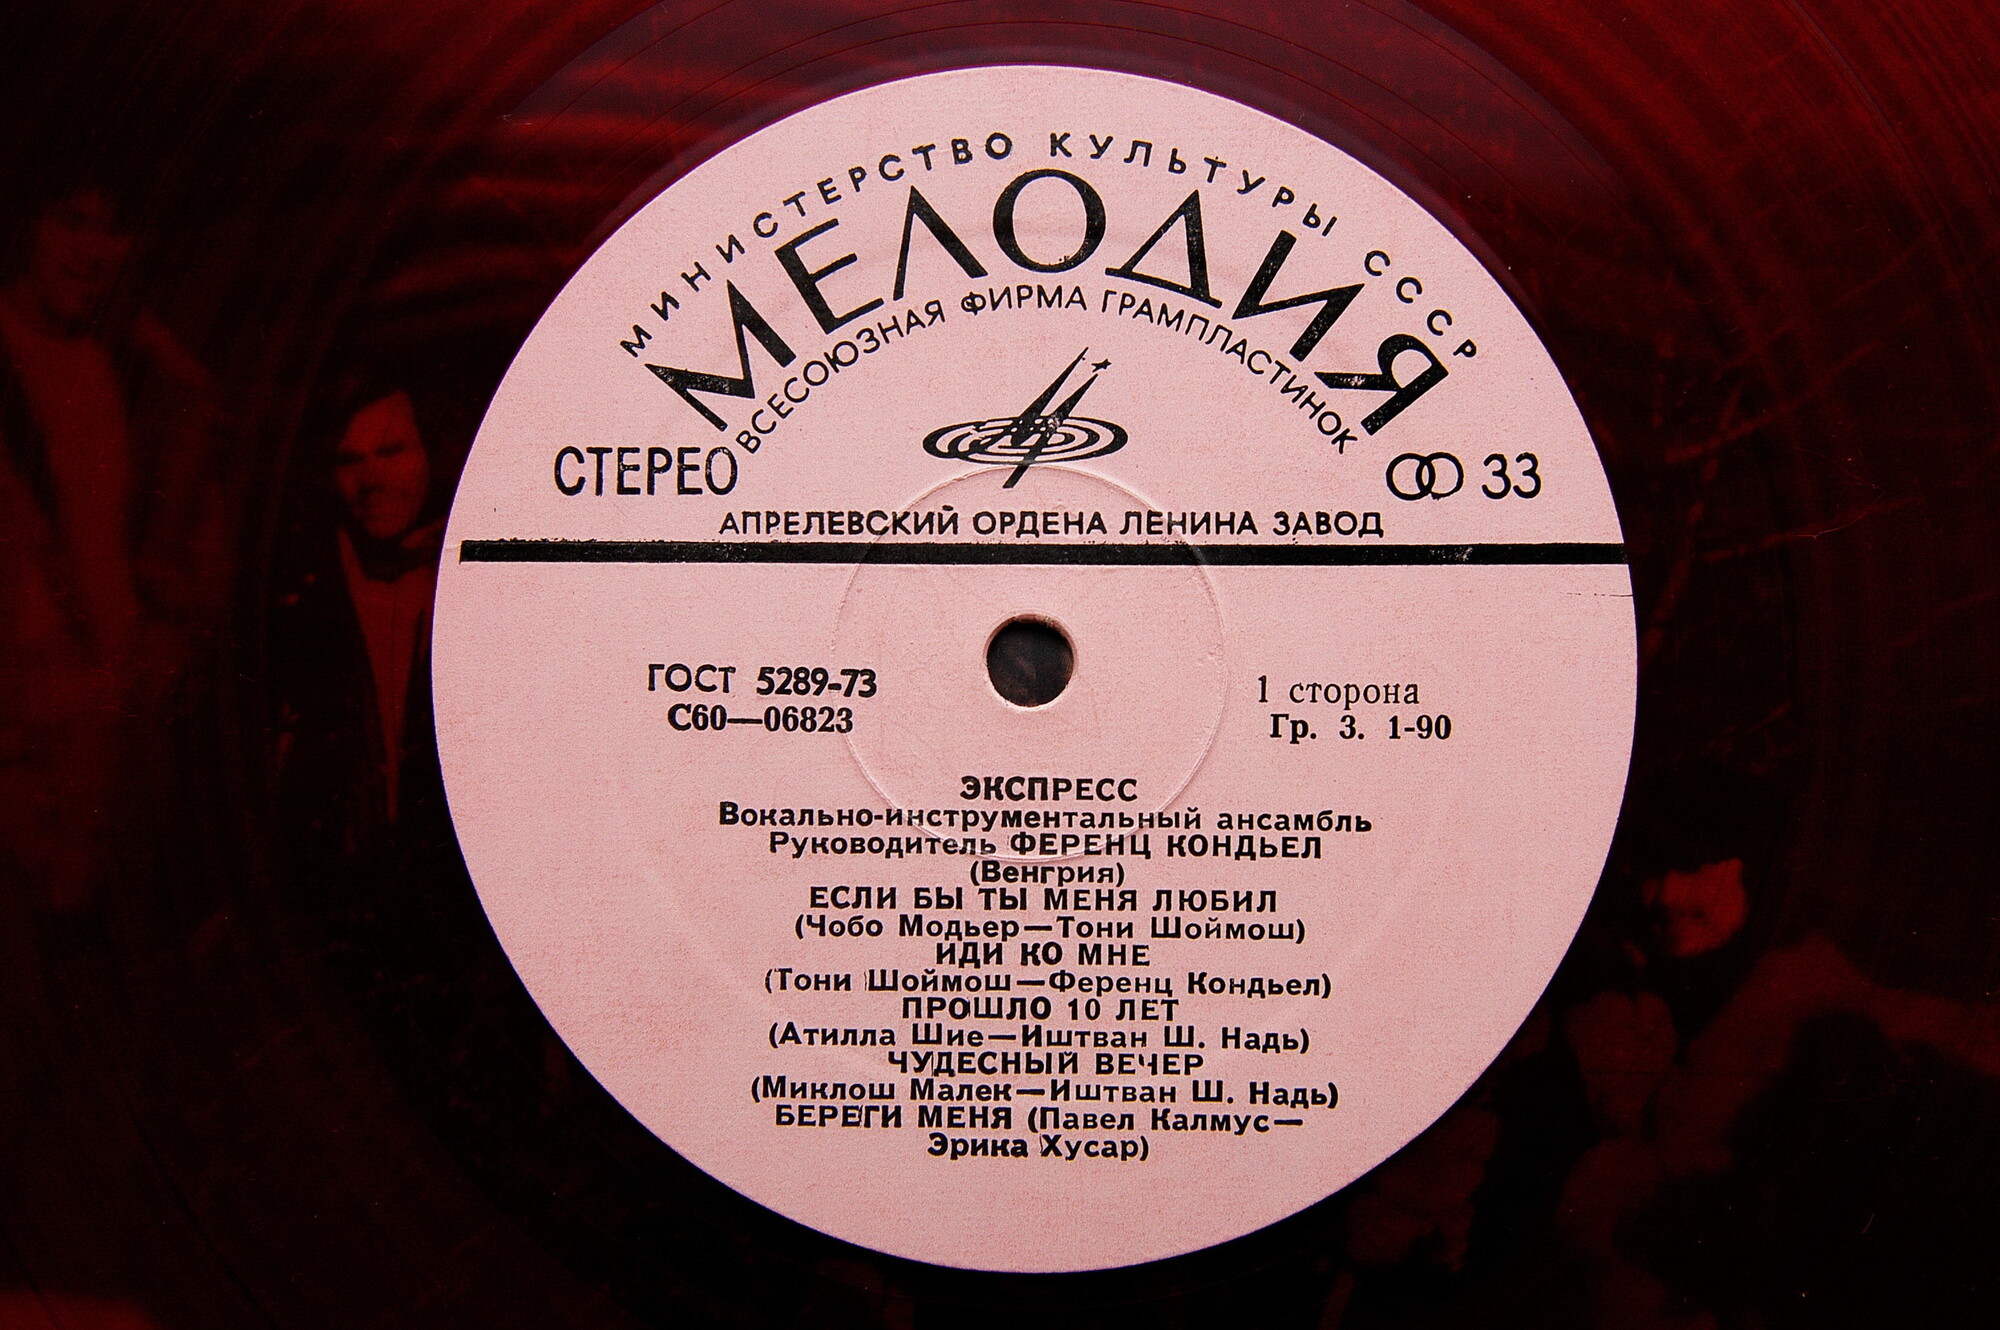 МИНИСТЕРСТВО КУЛЬТУРЫ СССР
МЕЛОДИЯ
ВСЕСОЮЗНАЯ ФИРМА ГРАМПЛАСТИНОК
СТЕРЕО 33
АПРЕЛЕВСКИЙ ОРДЕНА ЛЕНИНА ЗАВОД
ГОСТ 5289-73
С60—06823
1 сторона
Гр. 3. 1-90
ЭКСПРЕСС
Вокально-инструментальный ансамбль
Руководитель ФЕРЕНЦ КОНДЬЕЛ
(Венгрия)
ЕСЛИ БЫ ТЫ МЕНЯ ЛЮБИЛ
(Чобо Модьер—Тони Шоймош)
ИДИ КО МНЕ
(Тони Шоймош—Ференц Кондьел)
ПРОШЛО 10 ЛЕТ
(Атилла Шие—Иштван Ш. Надь)
ЧУДЕСНЫЙ ВЕЧЕР
(Миклош Малек—Иштван Ш. Надь)
БЕРЕГИ МЕНЯ (Павел Калмус—
Эрика Хусар)